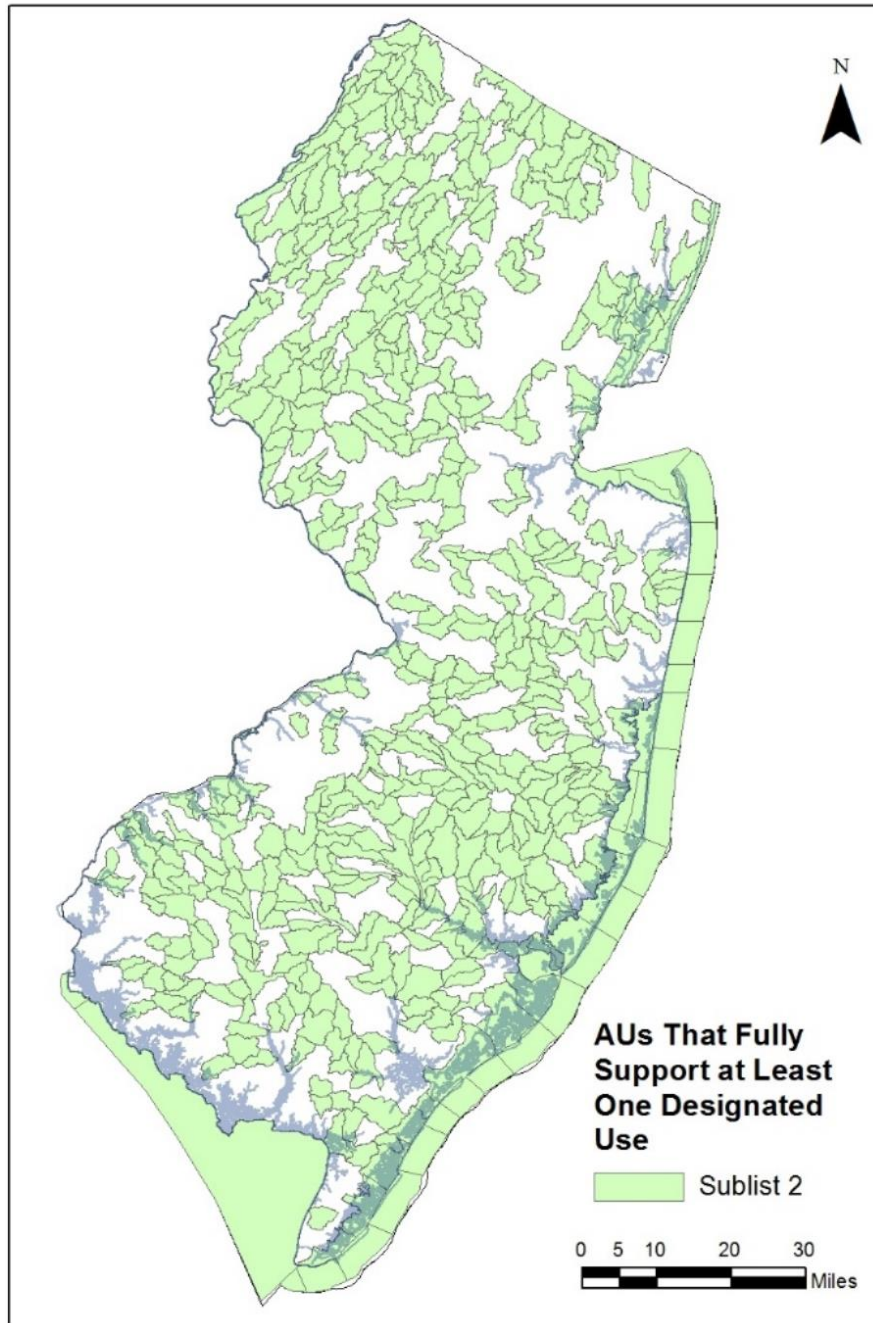 N
AUs That Fully
Support at Least
One Designated
Use
Sublist 2
0 5 10 20 30
Miles